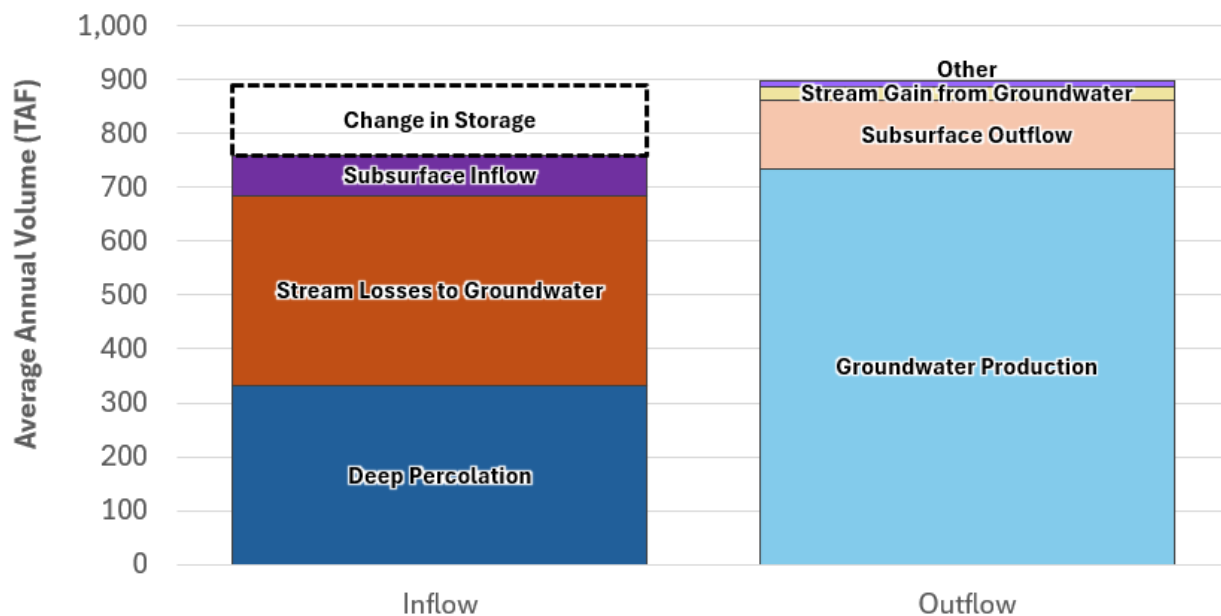 Average Annual Volume (TAF)
1,000
900
800
700
600
500
400
300
200
100
0
Change in Storage
Subsurface Inflow
Stream Losses to Groundwater
Deep Percolation
Other
Stream Gain from Groundwater
Subsurface Outflow
Groundwater Production
Inflow
Outflow